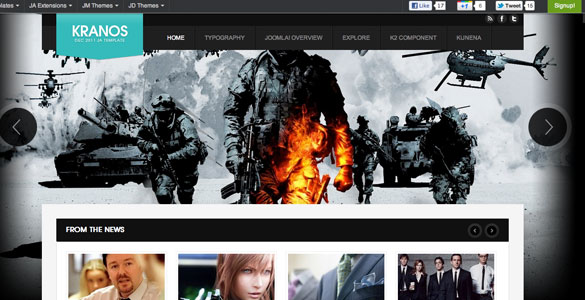 JA Extensions
JM Themes
JD Themes
Like
17
+1
6
Tweet
15
Signup!
KRANOS
DEC 2011 JA TEMPLATE
HOME
TYPOGRAPHY
JOOMLA! OVERVIEW
EXPLORE
K2 COMPONENT
KUNENA
FROM THE NEWS